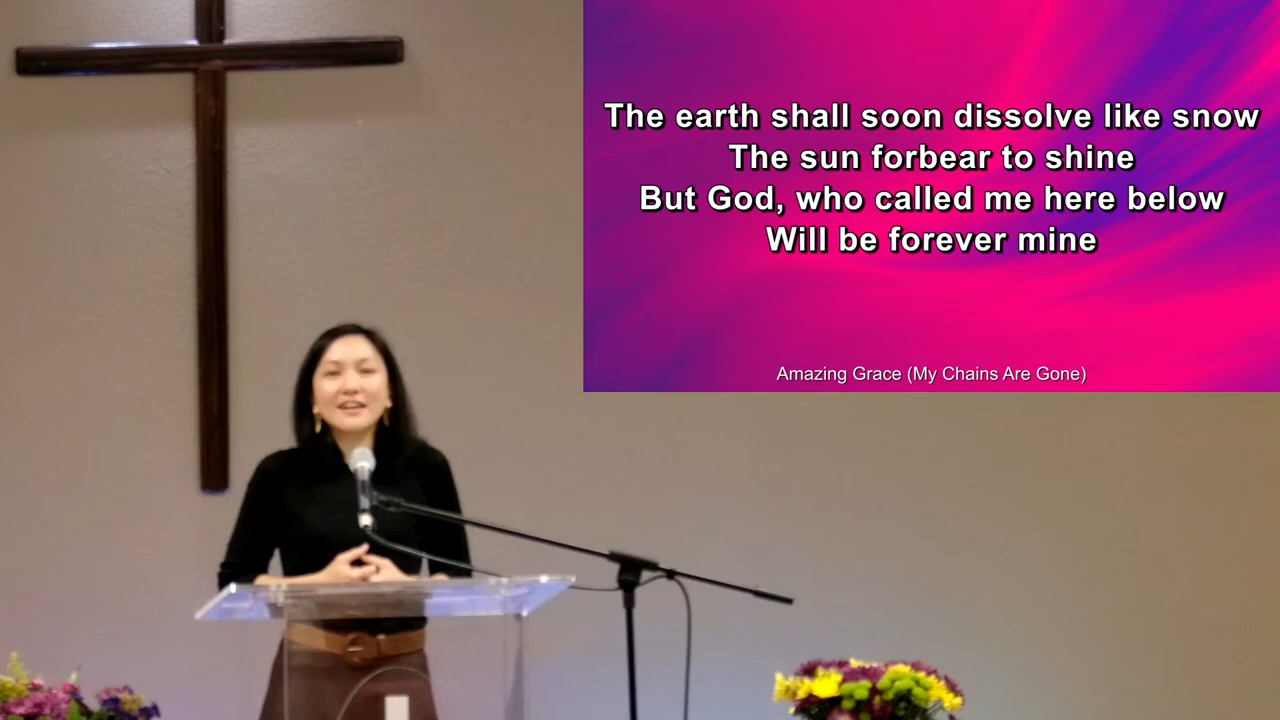 The earth shall soon dissolve like snow
The sun forbear to shine
But God, who called me here below
Will be forever mine
Amazing Grace (My Chains Are Gone)